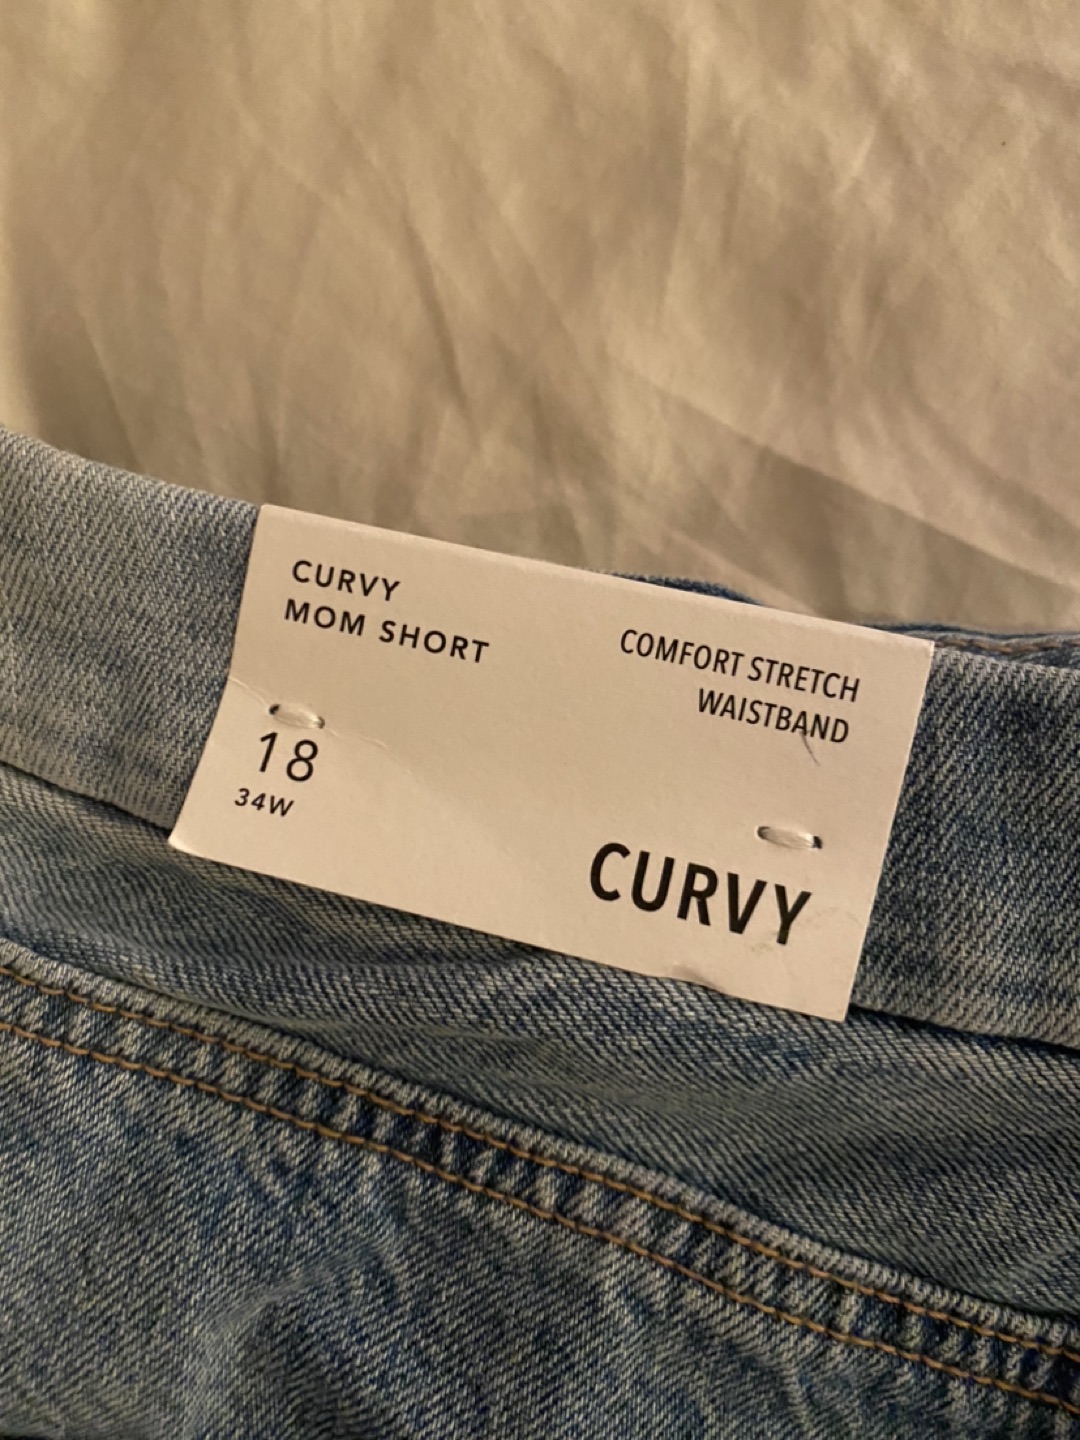 CURVY
MOM SHORT
COMFORT STRETCH
WAISTBAND
18
34W
CURVY